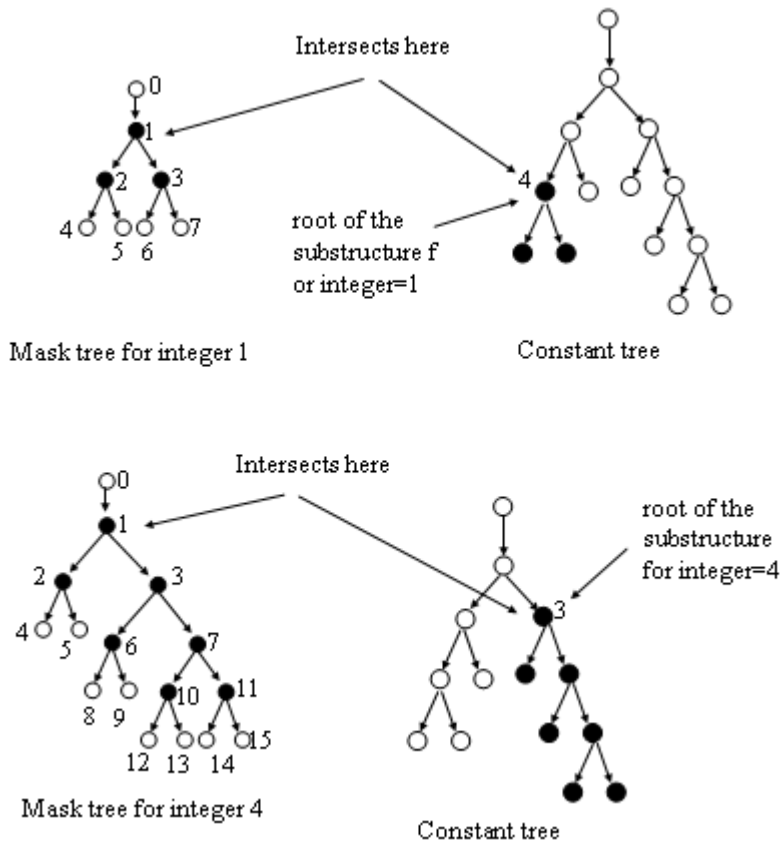 Intersects here
0
1
2
3
4
5
6
7
4
root of the
substructure f
or integer=1
Mask tree for integer 1
Constant tree
Intersects here
0
1
2
3
4
5
6
7
8
9
10
11
12
13
14
15
3
root of the
substructure
for integer=4
Mask tree for integer 4
Constant tree